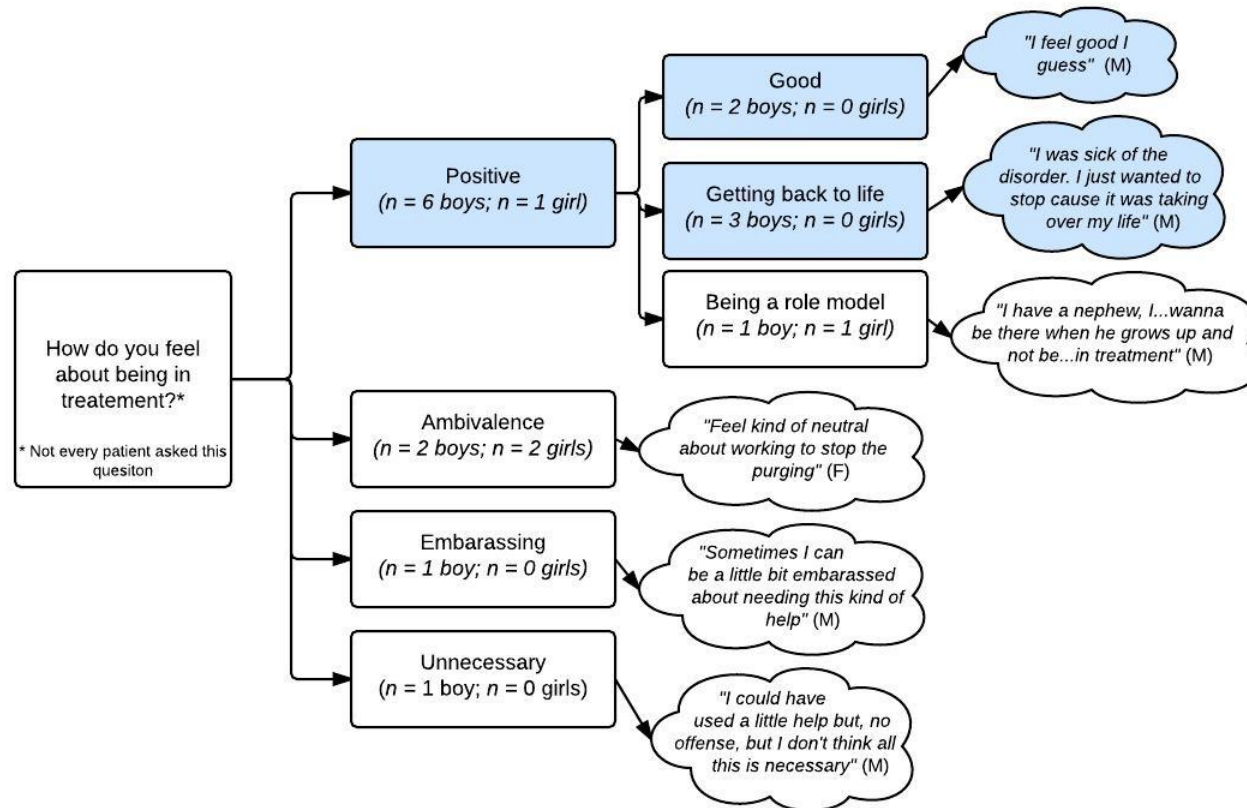 How do you feel
about being in
treatement?*
* Not every patient asked this
quesiton
Positive
(n = 6 boys; n = 1 girl)
Good
(n = 2 boys; n = 0 girls)
"I feel good I
guess" (M)
Getting back to life
(n = 3 boys; n = 0 girls)
"I was sick of the
disorder. I just wanted to
stop cause it was taking
over my life" (M)
Being a role model
(n = 1 boy; n = 1 girl)
"I have a nephew, I...wanna
be there when he grows up and
not be...in treatment" (M)
Ambivalence
(n = 2 boys; n = 2 girls)
"Feel kind of neutral
about working to stop the
purging" (F)
Embarassing
(n = 1 boy; n = 0 girls)
"Sometimes I can
be a little bit embarassed
about needing this kind of
help" (M)
Unnecessary
(n = 1 boy; n = 0 girls)
"I could have
used a little help but, no
offense, but I don't think all
this is necessary" (M)